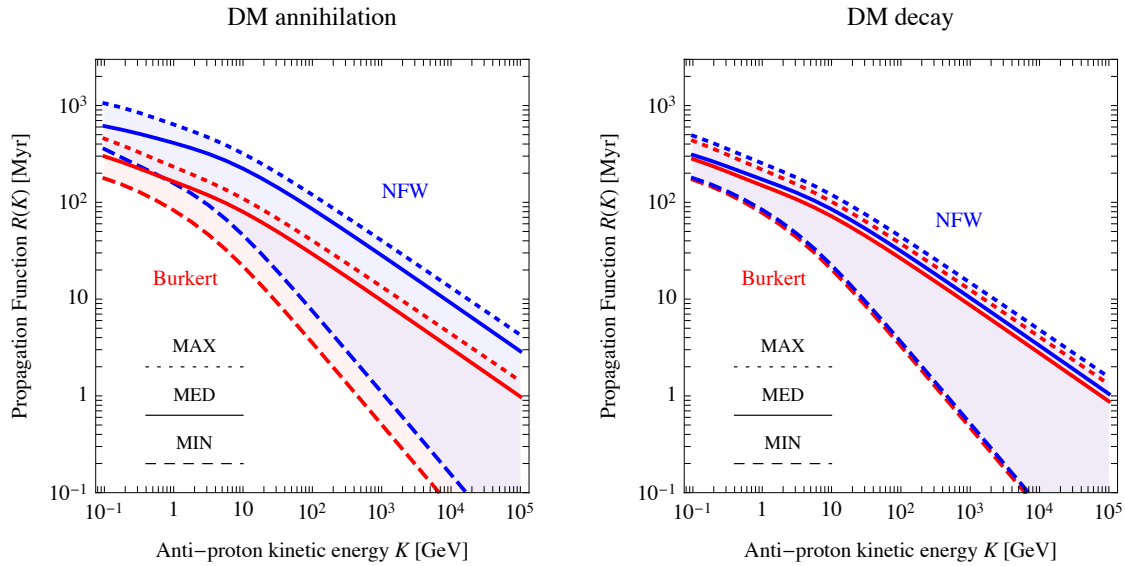 DM annihilation
Propagation Function R(K) [Myr]
10³
10²
10
1
10⁻¹
NFW
Burkert
MAX
MED
MIN
10⁻¹ 1 10 10² 10³ 10⁴ 10⁵
Anti−proton kinetic energy K [GeV]
DM decay
Propagation Function R(K) [Myr]
10³
10²
10
1
10⁻¹
NFW
Burkert
MAX
MED
MIN
10⁻¹ 1 10 10² 10³ 10⁴ 10⁵
Anti−proton kinetic energy K [GeV]